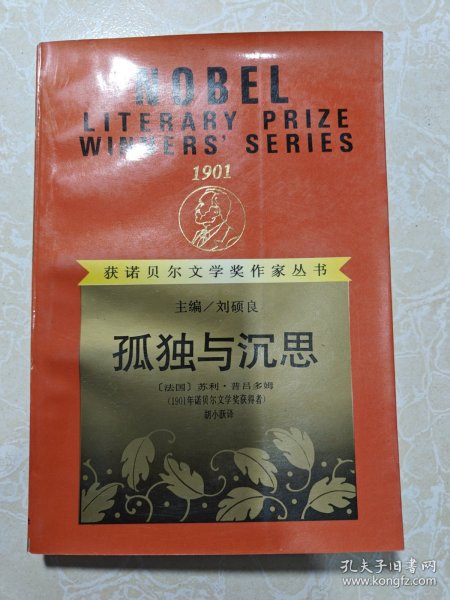 NOBEL
LITERARY PRIZE
WINNERS' SERIES
1901
获诺贝尔文学奖作家丛书
主编／刘硕良
孤独与沉思
〔法国〕苏利·普吕多姆
(1901年诺贝尔文学奖获得者)
胡小跃译
孔夫子旧书网
www.kongfz.com